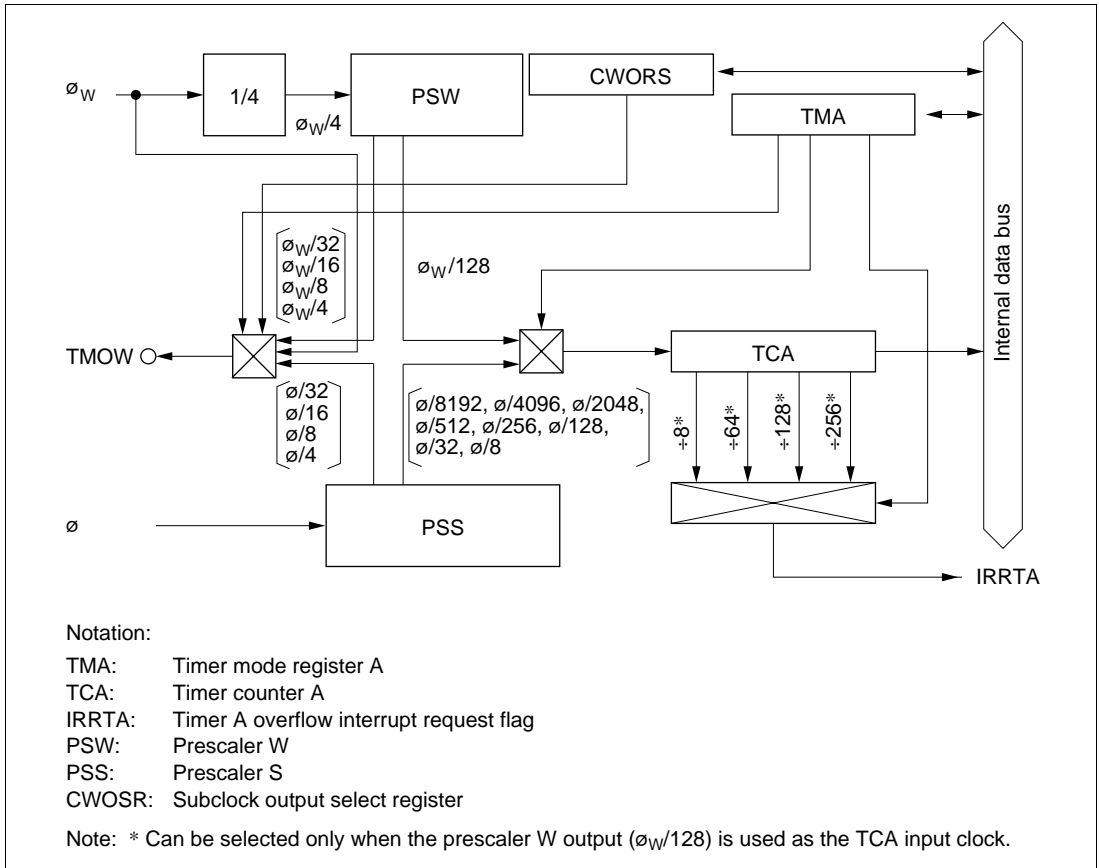 øW
1/4
øW/4
PSW
CWORS
TMA
Internal data bus
øW/32
øW/16
øW/8
øW/4
øW/128
TMOW
TCA
ø/32
ø/16
ø/8
ø/4
ø/8192, ø/4096, ø/2048,
ø/512, ø/256, ø/128,
ø/32, ø/8
÷8*
÷64*
÷128*
÷256*
ø
PSS
IRRTA
Notation:
TMA: Timer mode register A
TCA: Timer counter A
IRRTA: Timer A overflow interrupt request flag
PSW: Prescaler W
PSS: Prescaler S
CWOSR: Subclock output select register
Note: * Can be selected only when the prescaler W output (øW/128) is used as the TCA input clock.